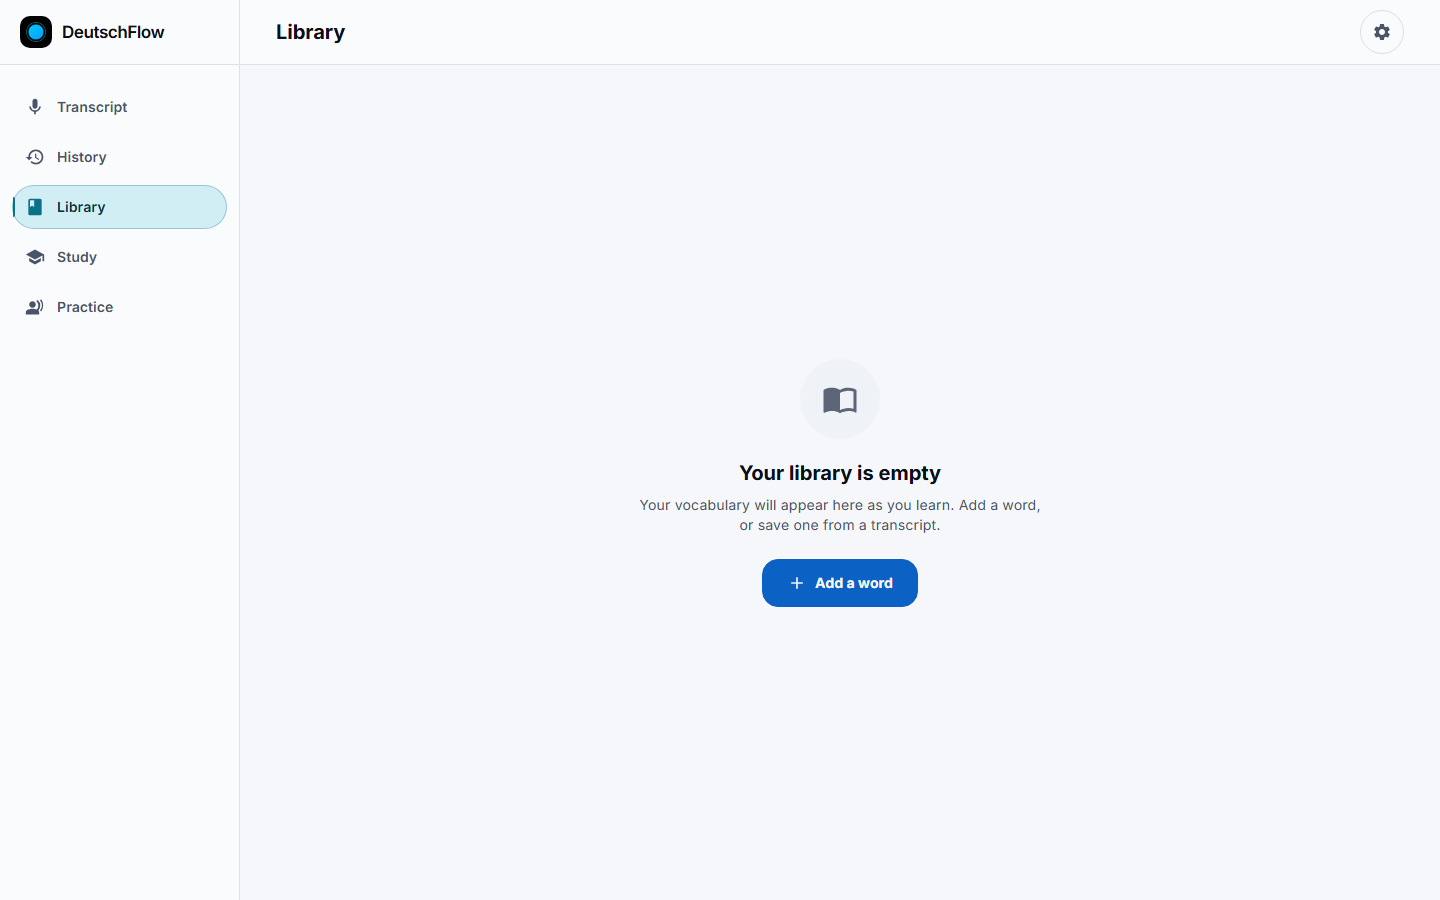 DeutschFlow
Library
Transcript
History
Library
Study
Practice
Your library is empty
Your vocabulary will appear here as you learn. Add a word,
or save one from a transcript.
Add a word